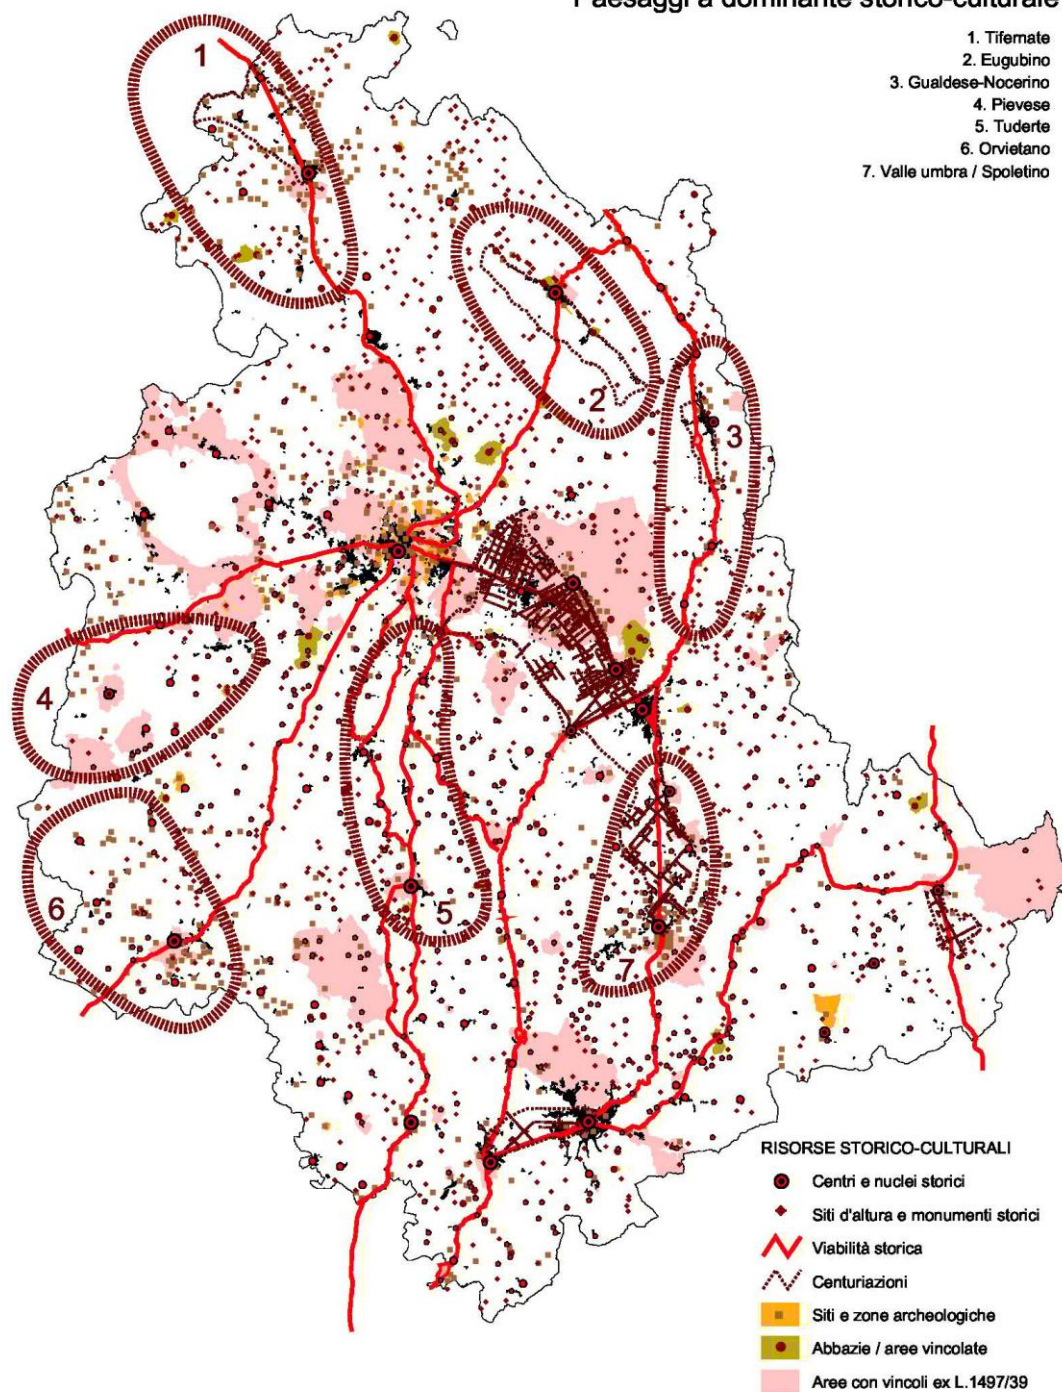 Paesaggi a dominante storico-culturale
1. Tifernate
2. Eugubino
3. Gualdese-Nocerino
4. Pievese
5. Tuderte
6. Orvietano
7. Valle umbra / Spoletino
1
2
3
4
5
6
7
RISORSE STORICO-CULTURALI
Centri e nuclei storici
Siti d'altura e monumenti storici
Viabilità storica
Centuriazioni
Siti e zone archeologiche
Abbazie / aree vincolate
Aree con vincoli ex L.1497/39